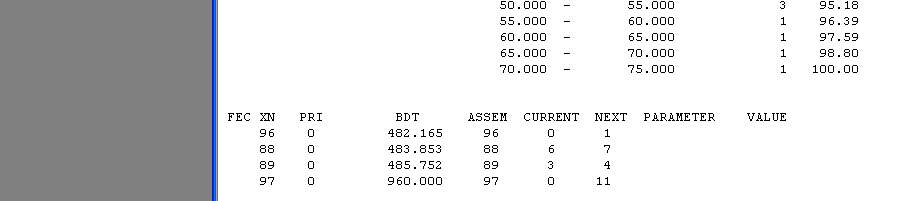 50.000 - 55.000 3 95.18
55.000 - 60.000 1 96.39
60.000 - 65.000 1 97.59
65.000 - 70.000 1 98.80
70.000 - 75.000 1 100.00
FEC XN PRI BDT ASSEM CURRENT NEXT PARAMETER VALUE
96 0 482.165 96 0 1
88 0 483.853 88 6 7
89 0 485.752 89 3 4
97 0 960.000 97 0 11